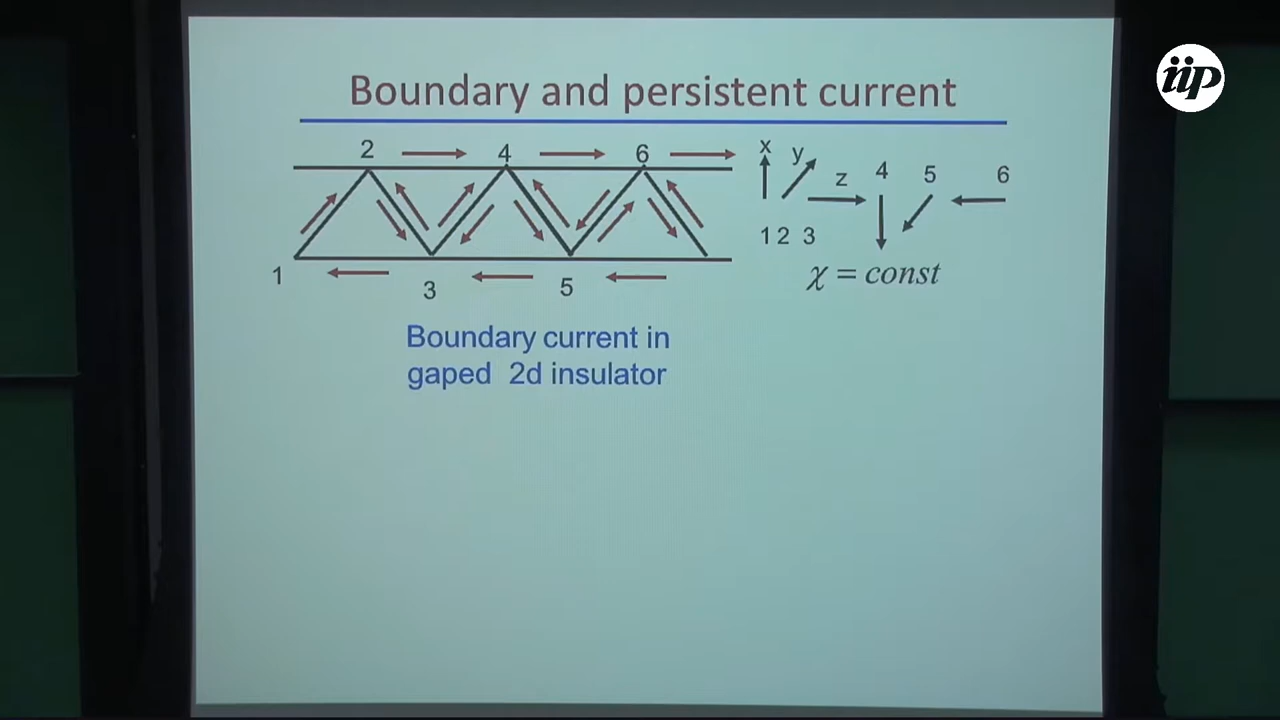 Boundary and persistent current
2 4 6
1 3 5
x y z 4 5 6
1 2 3
χ = const
Boundary current in
gaped 2d insulator
iip